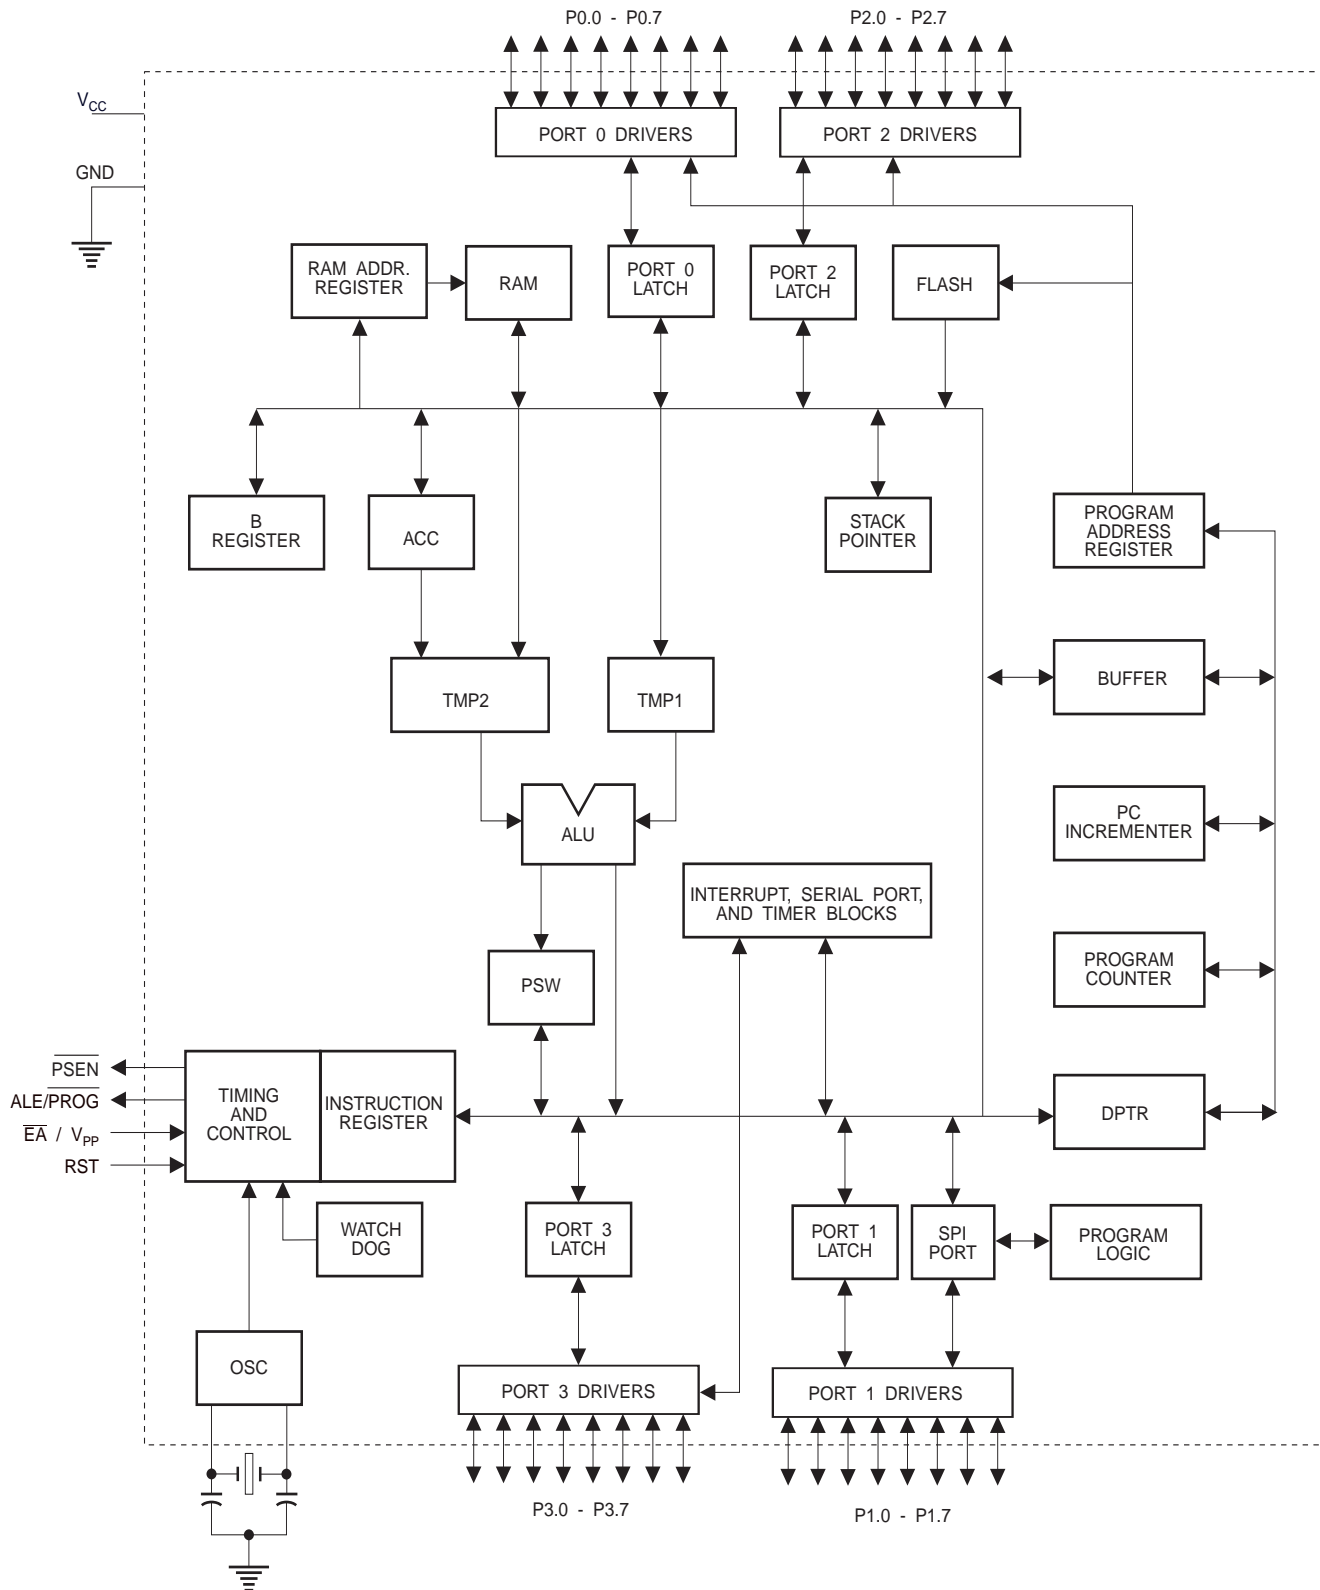 P0.0 - P0.7
P2.0 - P2.7
VCC
GND
PORT 0 DRIVERS
PORT 2 DRIVERS
RAM ADDR.
REGISTER
RAM
PORT 0
LATCH
PORT 2
LATCH
FLASH
B
REGISTER
ACC
STACK
POINTER
PROGRAM
ADDRESS
REGISTER
TMP2
TMP1
BUFFER
ALU
PC
INCREMENTER
INTERRUPT, SERIAL PORT,
AND TIMER BLOCKS
PSW
PROGRAM
COUNTER
PSEN
ALE/PROG
EA / VPP
RST
TIMING
AND
CONTROL
INSTRUCTION
REGISTER
DPTR
WATCH
DOG
PORT 3
LATCH
PORT 1
LATCH
SPI
PORT
PROGRAM
LOGIC
OSC
PORT 3 DRIVERS
PORT 1 DRIVERS
P3.0 - P3.7
P1.0 - P1.7